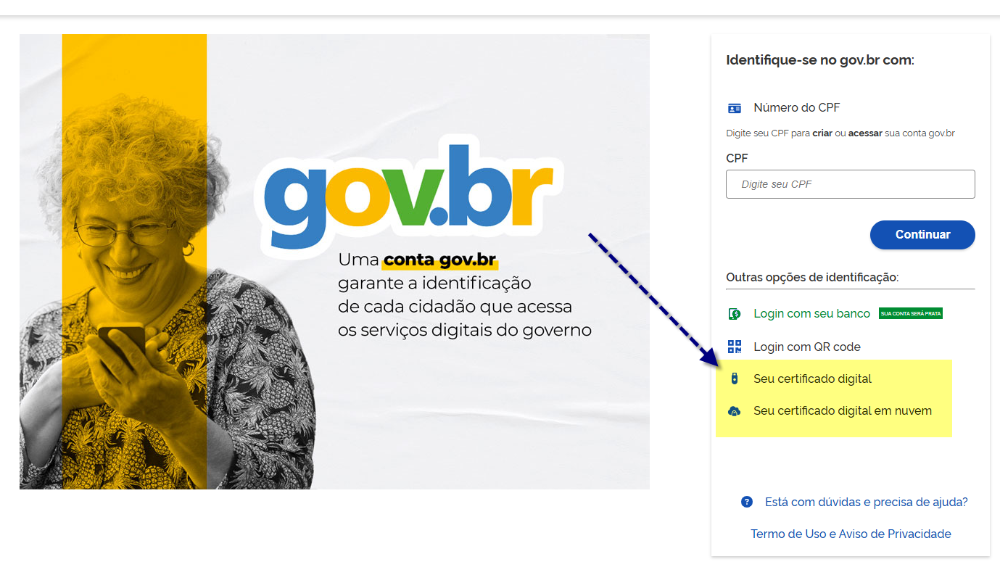 gov.br
Uma conta gov.br
garante a identificação
de cada cidadão que acessa
os serviços digitais do governo
Identifique-se no gov.br com:
Número do CPF
Digite seu CPF para criar ou acessar sua conta gov.br
CPF
Digite seu CPF
Continuar
Outras opções de identificação:
Login com seu banco SUA CONTA SERÁ PRATA
Login com QR code
Seu certificado digital
Seu certificado digital em nuvem
Está com dúvidas e precisa de ajuda?
Termo de Uso e Aviso de Privacidade